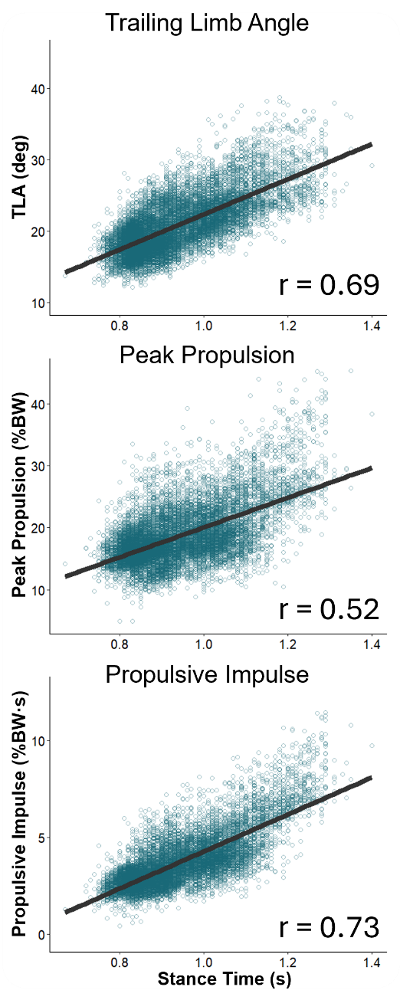 Trailing Limb Angle
TLA (deg)
40
30
20
10
r = 0.69
0.8 1.0 1.2 1.4
Peak Propulsion
Peak Propulsion (%BW)
40
30
20
10
r = 0.52
0.8 1.0 1.2 1.4
Propulsive Impulse
Propulsive Impulse (%BW·s)
10
5
0
r = 0.73
0.8 1.0 1.2 1.4
Stance Time (s)